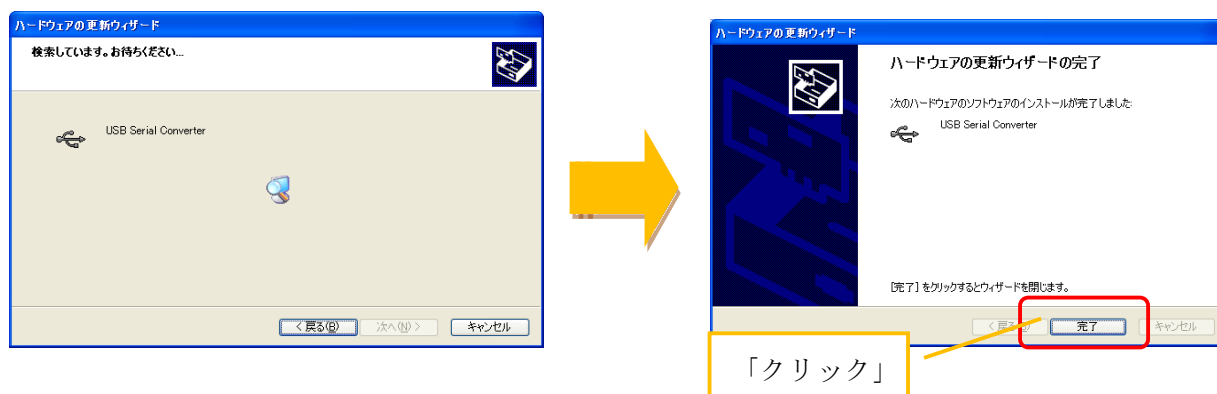 ハードウェアの更新ウィザード
検索しています。お待ちください...
USB Serial Converter
< 戻る(B)
次へ(N) >
キャンセル
ハードウェアの更新ウィザード
ハードウェアの更新ウィザードの完了
次のハードウェアのソフトウェアのインストールが完了しました:
USB Serial Converter
[完了] をクリックするとウィザードを閉じます。
< 戻る(B)
完了
キャンセル
「クリック」